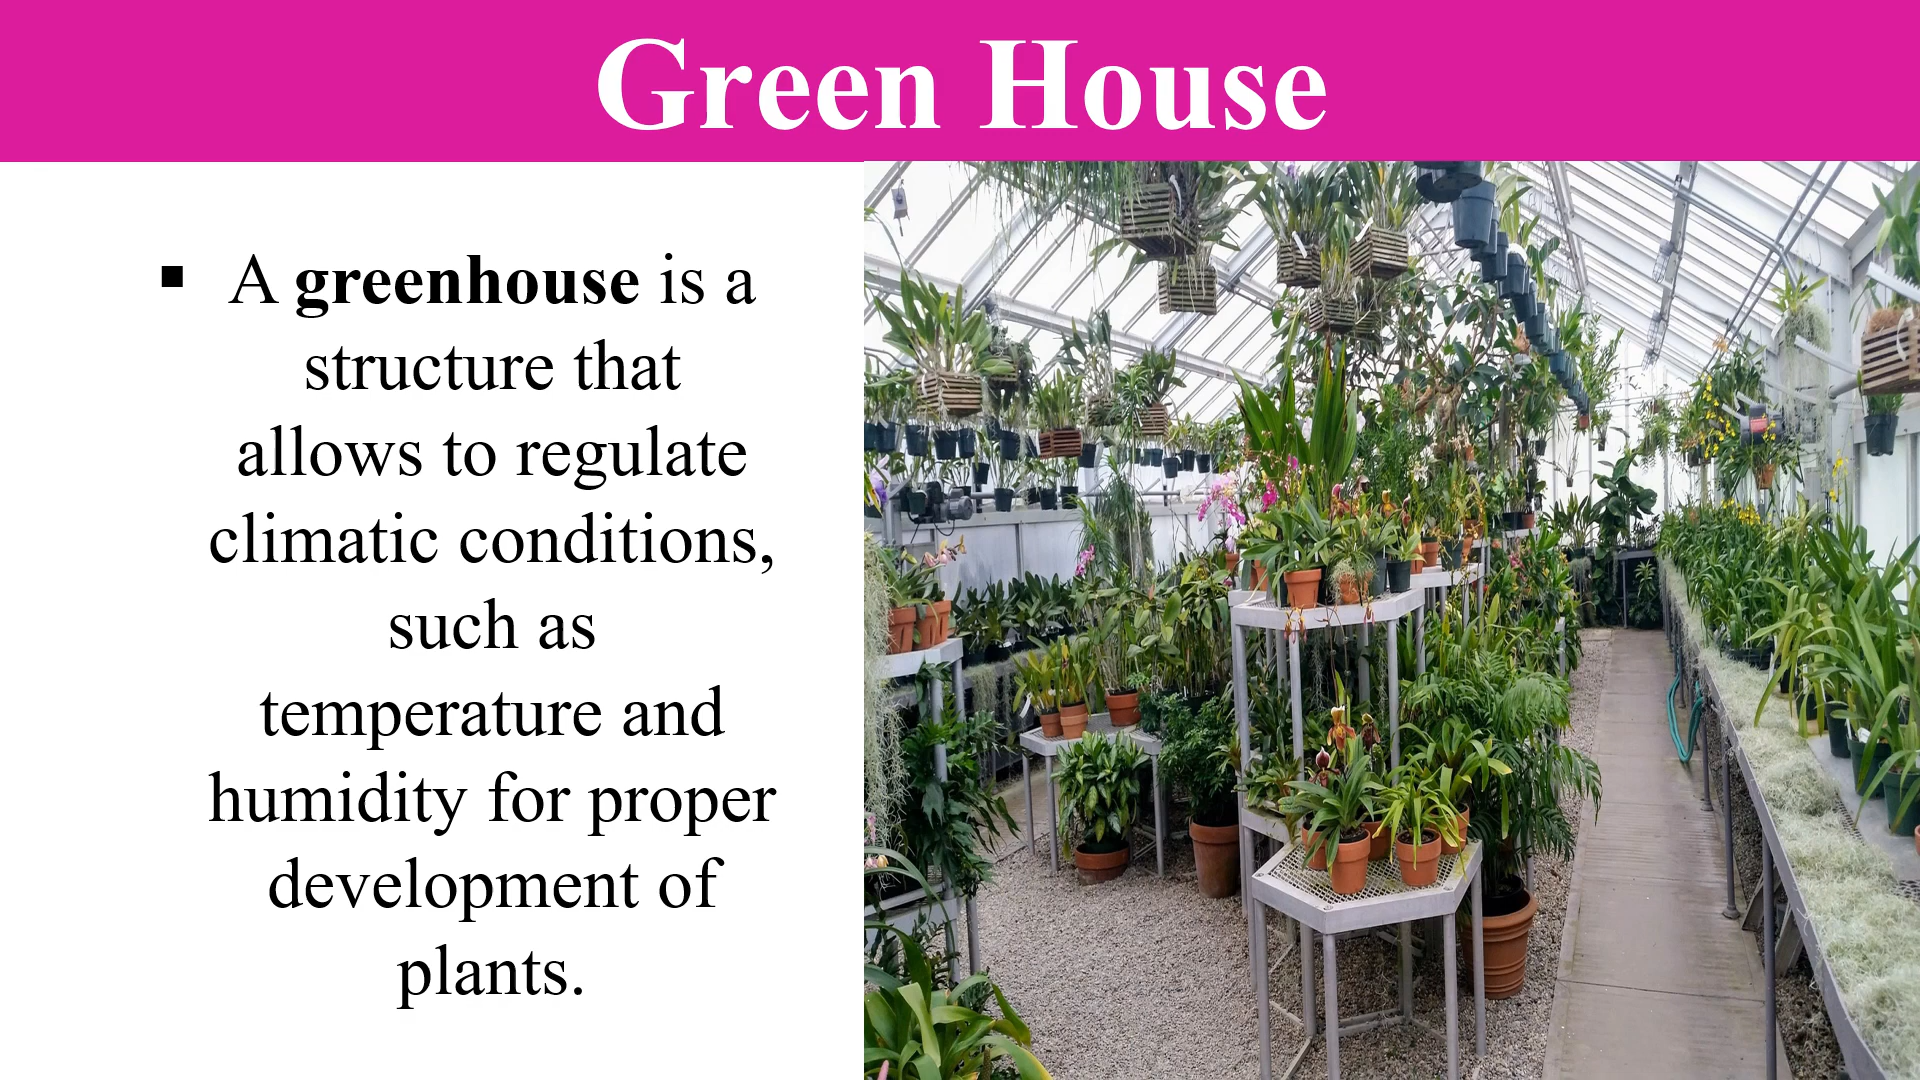 Green House
▪ A greenhouse is a
structure that
allows to regulate
climatic conditions,
such as
temperature and
humidity for proper
development of
plants.